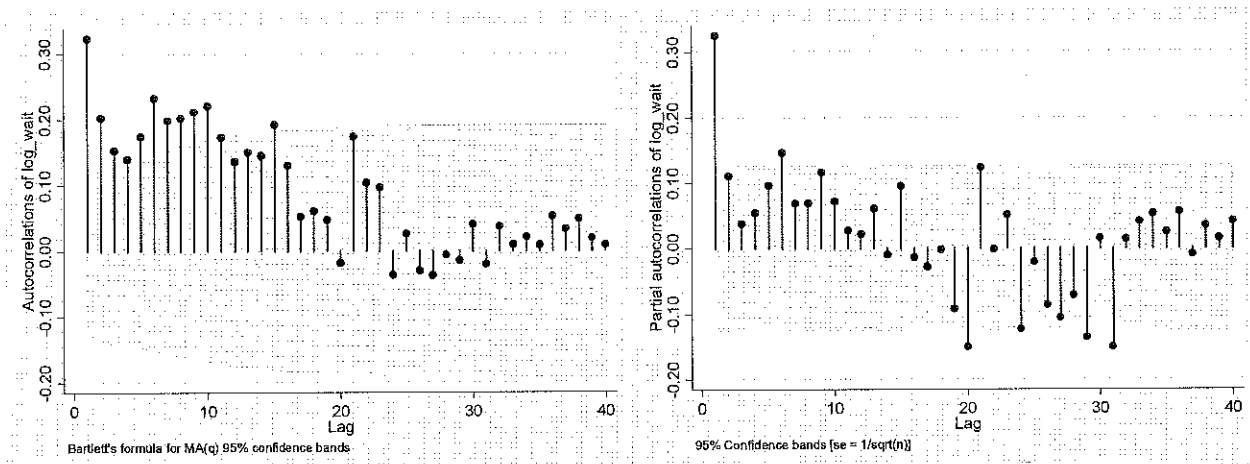 Autocorrelations of log_wait
0.30
0.20
0.10
0.00
-0.10
-0.20
0 10 20 30 40
Lag
Bartlett's formula for MA(q) 95% confidence bands
Partial autocorrelations of log_wait
0.30
0.20
0.10
0.00
-0.10
-0.20
0 10 20 30 40
Lag
95% Confidence bands [se = 1/sqrt(n)]